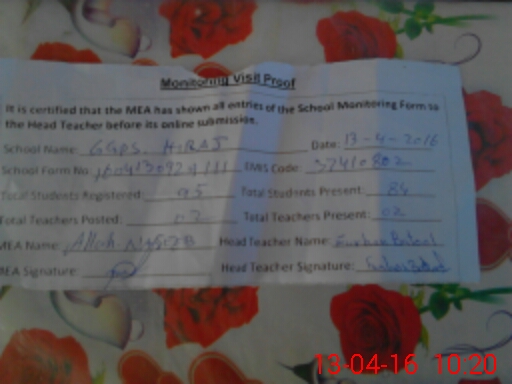 Monitoring Visit Proof
It is certified that the MEA has shown all entries of the School Monitoring Form to
the Head Teacher before its online submission.
School Name: GGPS HIRAJ Date: 13-4-2016
School Form No EMIS Code:
Total Students Registered: 95 Total Students Present: 84
Total Teachers Posted: 02 Total Teachers Present: 02
MEA Name: Allah Head Teacher Name:
MEA Signature: Head Teacher Signature:
13-04-16 10:20